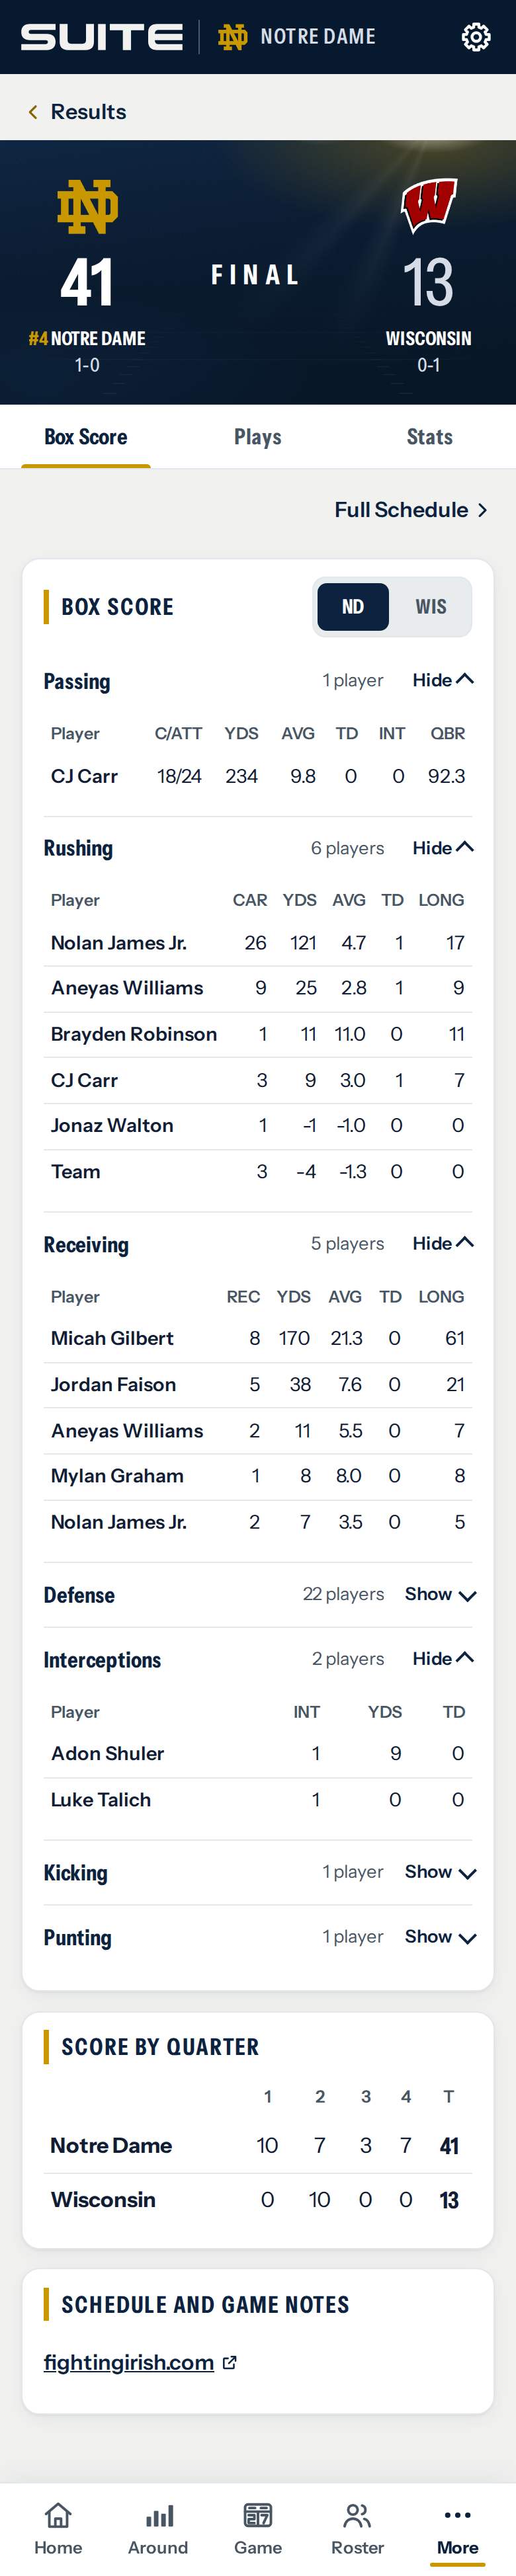 SUITE NOTRE DAME
Results
41 FINAL 13
#4 NOTRE DAME WISCONSIN
1-0 0-1
Box Score Plays Stats
Full Schedule
BOX SCORE ND WIS
Passing 1 player Hide
Player C/ATT YDS AVG TD INT QBR
CJ Carr 18/24 234 9.8 0 0 92.3
Rushing 6 players Hide
Player CAR YDS AVG TD LONG
Nolan James Jr. 26 121 4.7 1 17
Aneyas Williams 9 25 2.8 1 9
Brayden Robinson 1 11 11.0 0 11
CJ Carr 3 9 3.0 1 7
Jonaz Walton 1 -1 -1.0 0 0
Team 3 -4 -1.3 0 0
Receiving 5 players Hide
Player REC YDS AVG TD LONG
Micah Gilbert 8 170 21.3 0 61
Jordan Faison 5 38 7.6 0 21
Aneyas Williams 2 11 5.5 0 7
Mylan Graham 1 8 8.0 0 8
Nolan James Jr. 2 7 3.5 0 5
Defense 22 players Show
Interceptions 2 players Hide
Player INT YDS TD
Adon Shuler 1 9 0
Luke Talich 1 0 0
Kicking 1 player Show
Punting 1 player Show
SCORE BY QUARTER
1 2 3 4 T
Notre Dame 10 7 3 7 41
Wisconsin 0 10 0 0 13
SCHEDULE AND GAME NOTES
fightingirish.com
Home Around Game Roster More